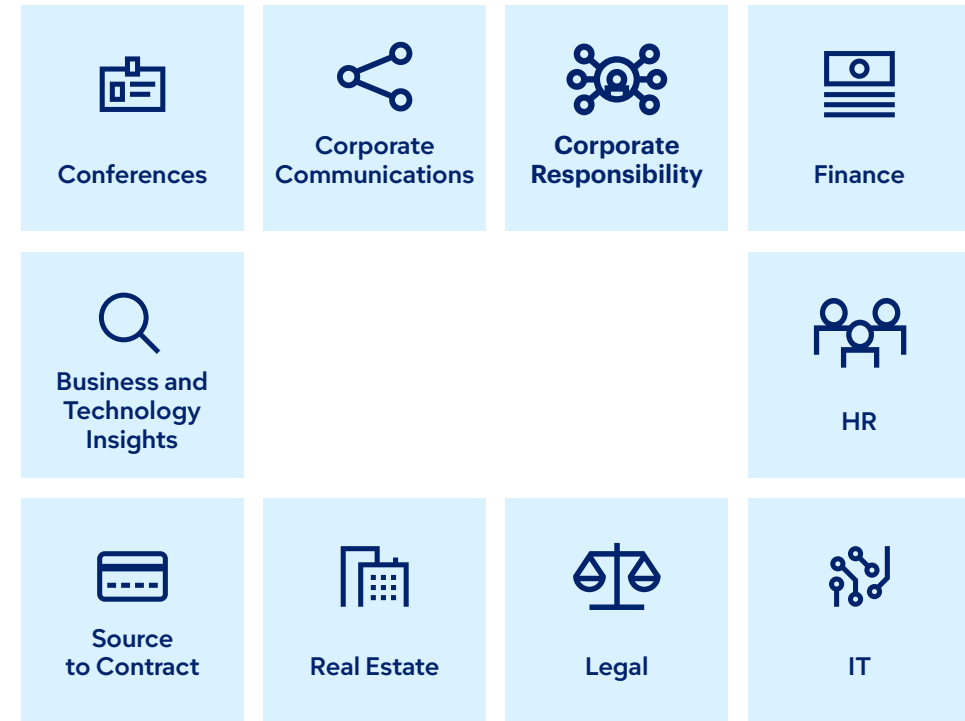 Conferences
Corporate
Communications
Corporate
Responsibility
Finance
Business and
Technology
Insights
HR
Source
to Contract
Real Estate
Legal
IT